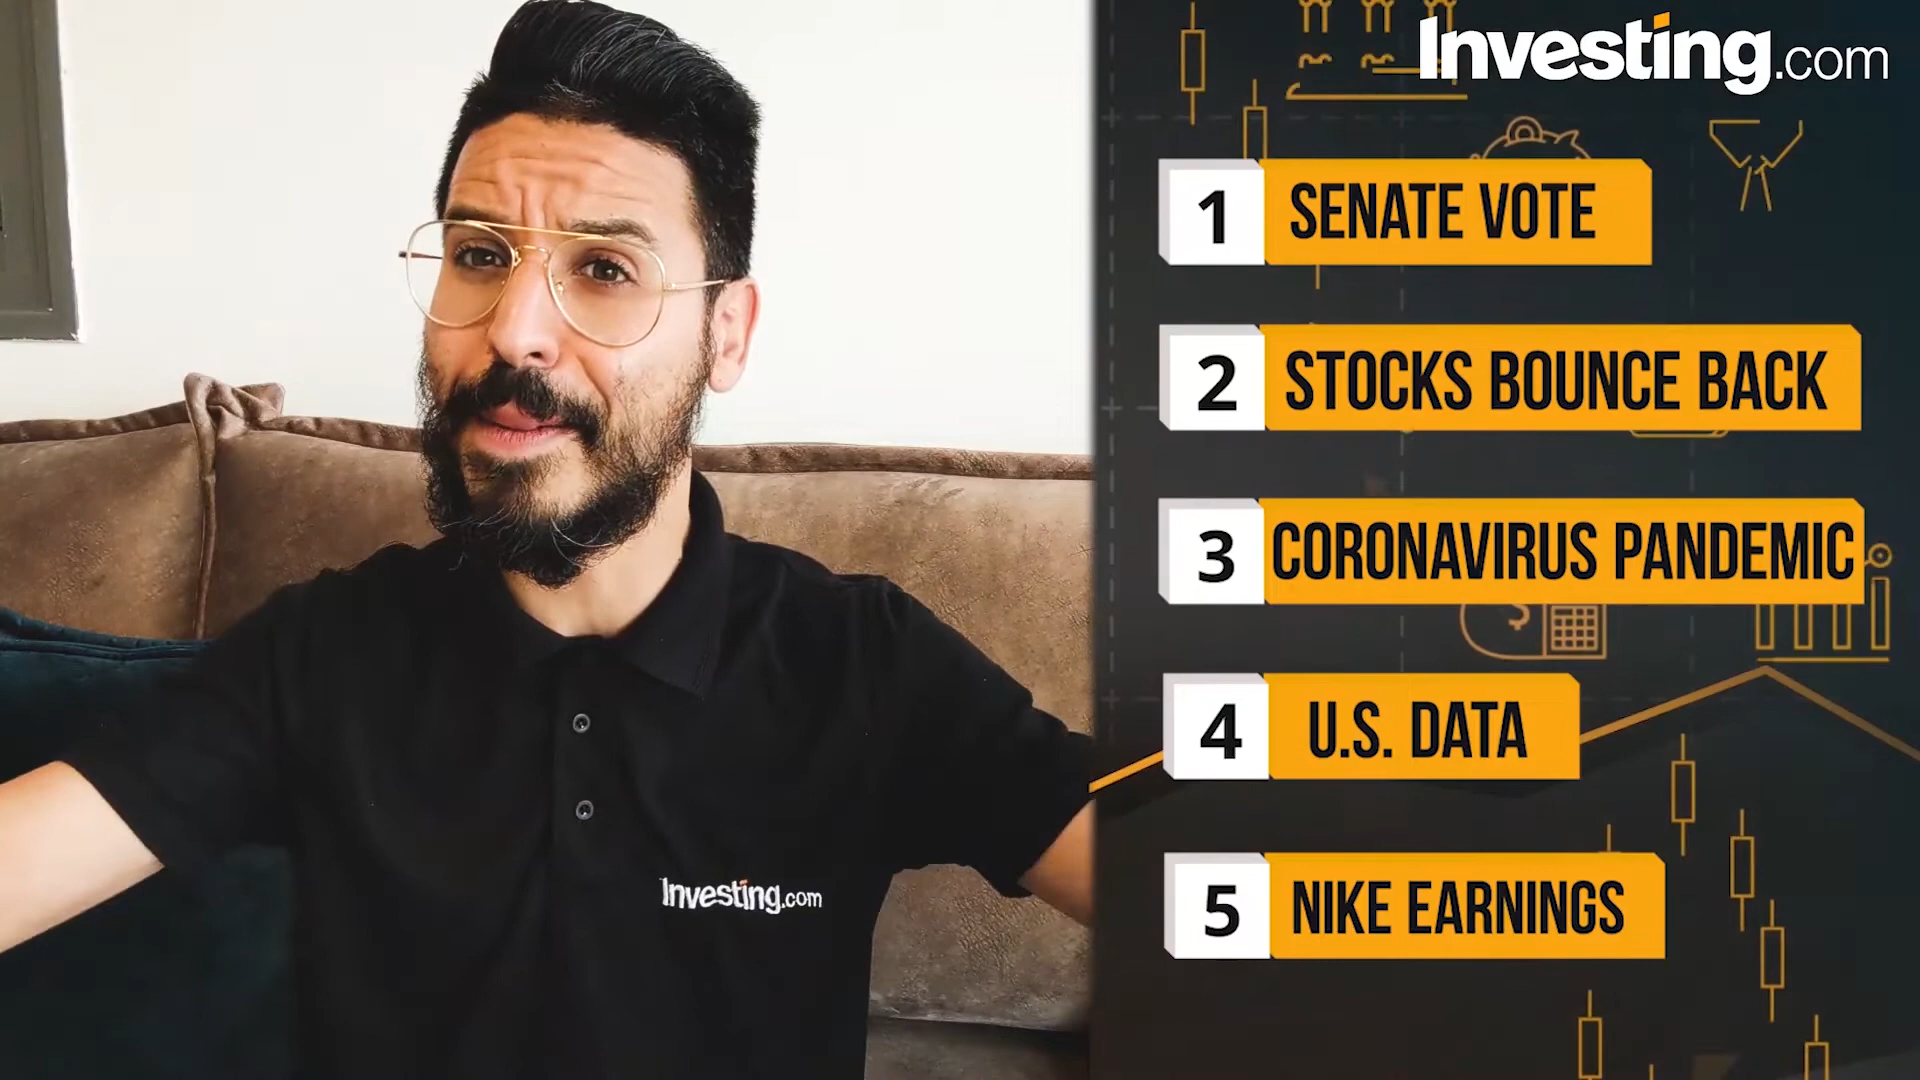 Investing.com
1 SENATE VOTE
2 STOCKS BOUNCE BACK
3 CORONAVIRUS PANDEMIC
4 U.S. DATA
5 NIKE EARNINGS
Investing.com